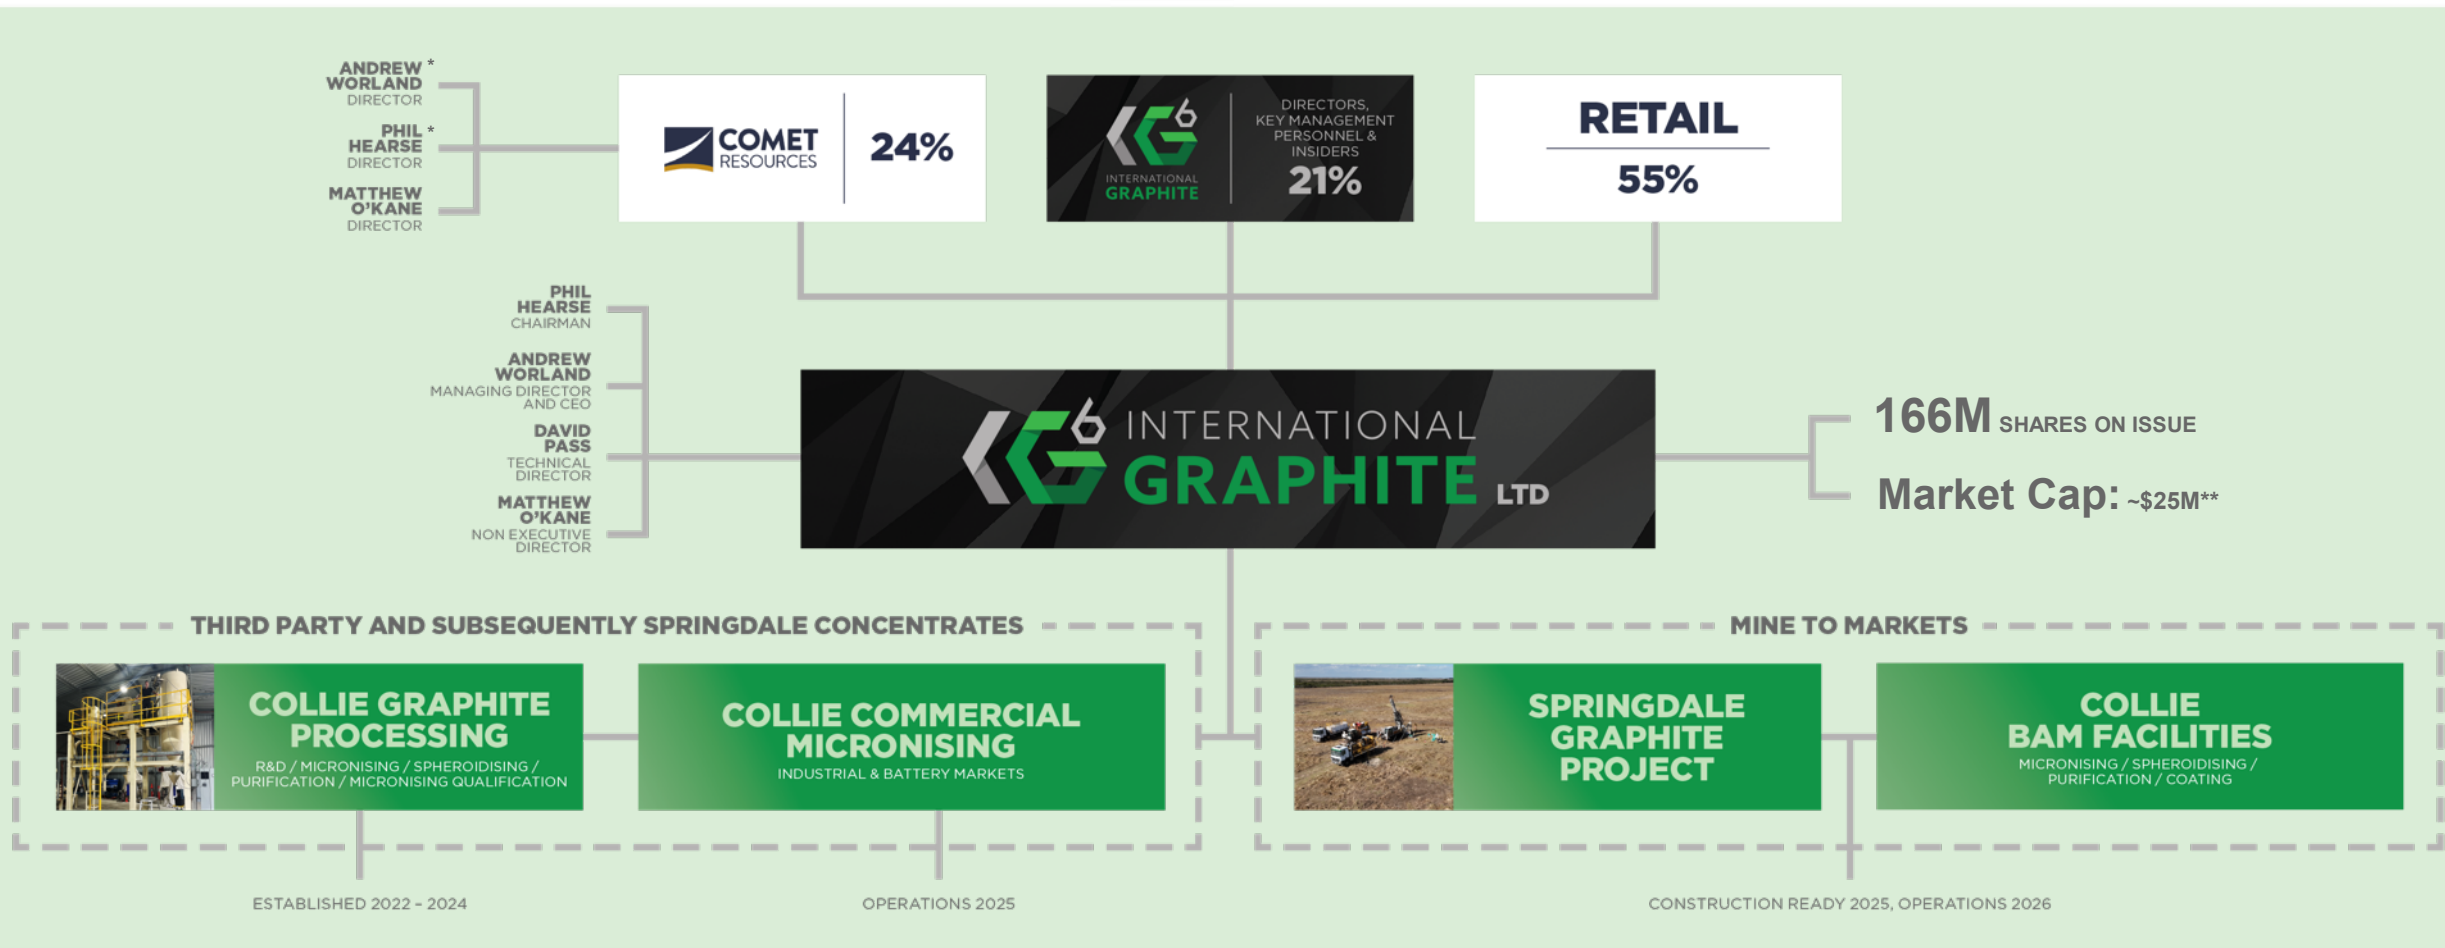 ANDREW *
WORLAND
DIRECTOR
PHIL *
HEARSE
DIRECTOR
MATTHEW
O'KANE
DIRECTOR
COMET
RESOURCES
24%
6
INTERNATIONAL
GRAPHITE
DIRECTORS,
KEY MANAGEMENT
PERSONNEL &
INSIDERS
21%
RETAIL
55%
PHIL
HEARSE
CHAIRMAN
ANDREW
WORLAND
MANAGING DIRECTOR
AND CEO
DAVID
PASS
TECHNICAL
DIRECTOR
MATTHEW
O'KANE
NON EXECUTIVE
DIRECTOR
6
INTERNATIONAL
GRAPHITE LTD
166M SHARES ON ISSUE
Market Cap: ~$25M**
THIRD PARTY AND SUBSEQUENTLY SPRINGDALE CONCENTRATES
COLLIE GRAPHITE
PROCESSING
R&D / MICRONISING / SPHEROIDISING /
PURIFICATION / MICRONISING QUALIFICATION
COLLIE COMMERCIAL
MICRONISING
INDUSTRIAL & BATTERY MARKETS
MINE TO MARKETS
SPRINGDALE
GRAPHITE
PROJECT
COLLIE
BAM FACILITIES
MICRONISING / SPHEROIDISING /
PURIFICATION / COATING
ESTABLISHED 2022 – 2024
OPERATIONS 2025
CONSTRUCTION READY 2025, OPERATIONS 2026